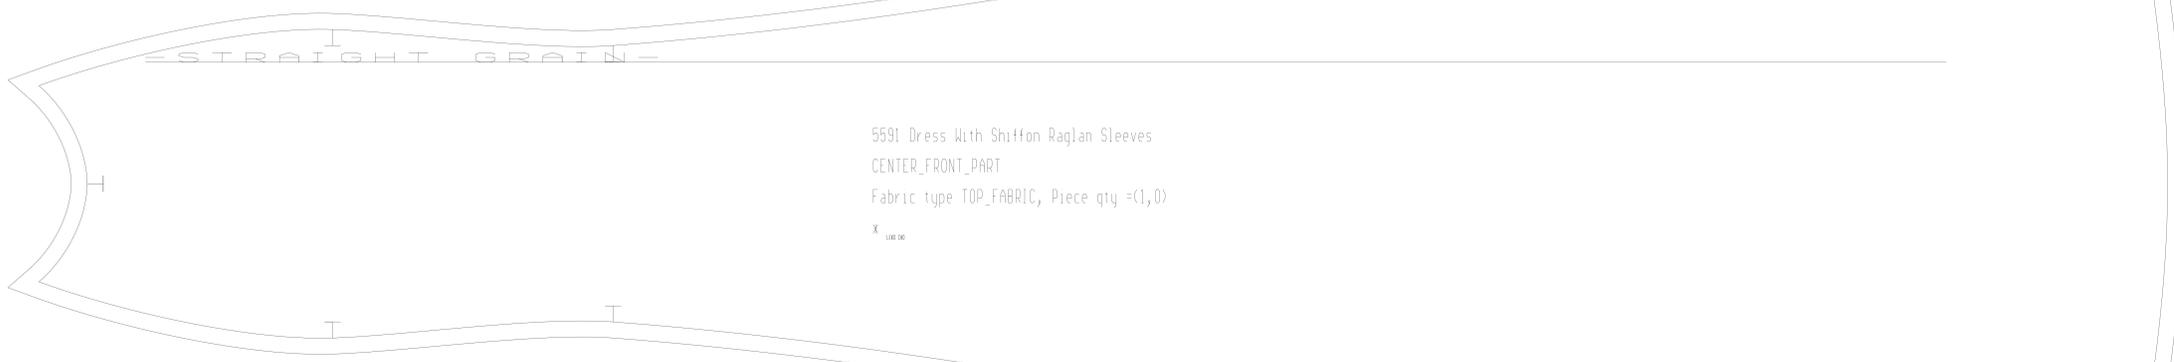 - STRAIGHT GRAIN -
5591 Dress With Shiffon Raglan Sleeves
CENTER_FRONT_PART
Fabric type TOP_FABRIC, Piece qty =(1,0)